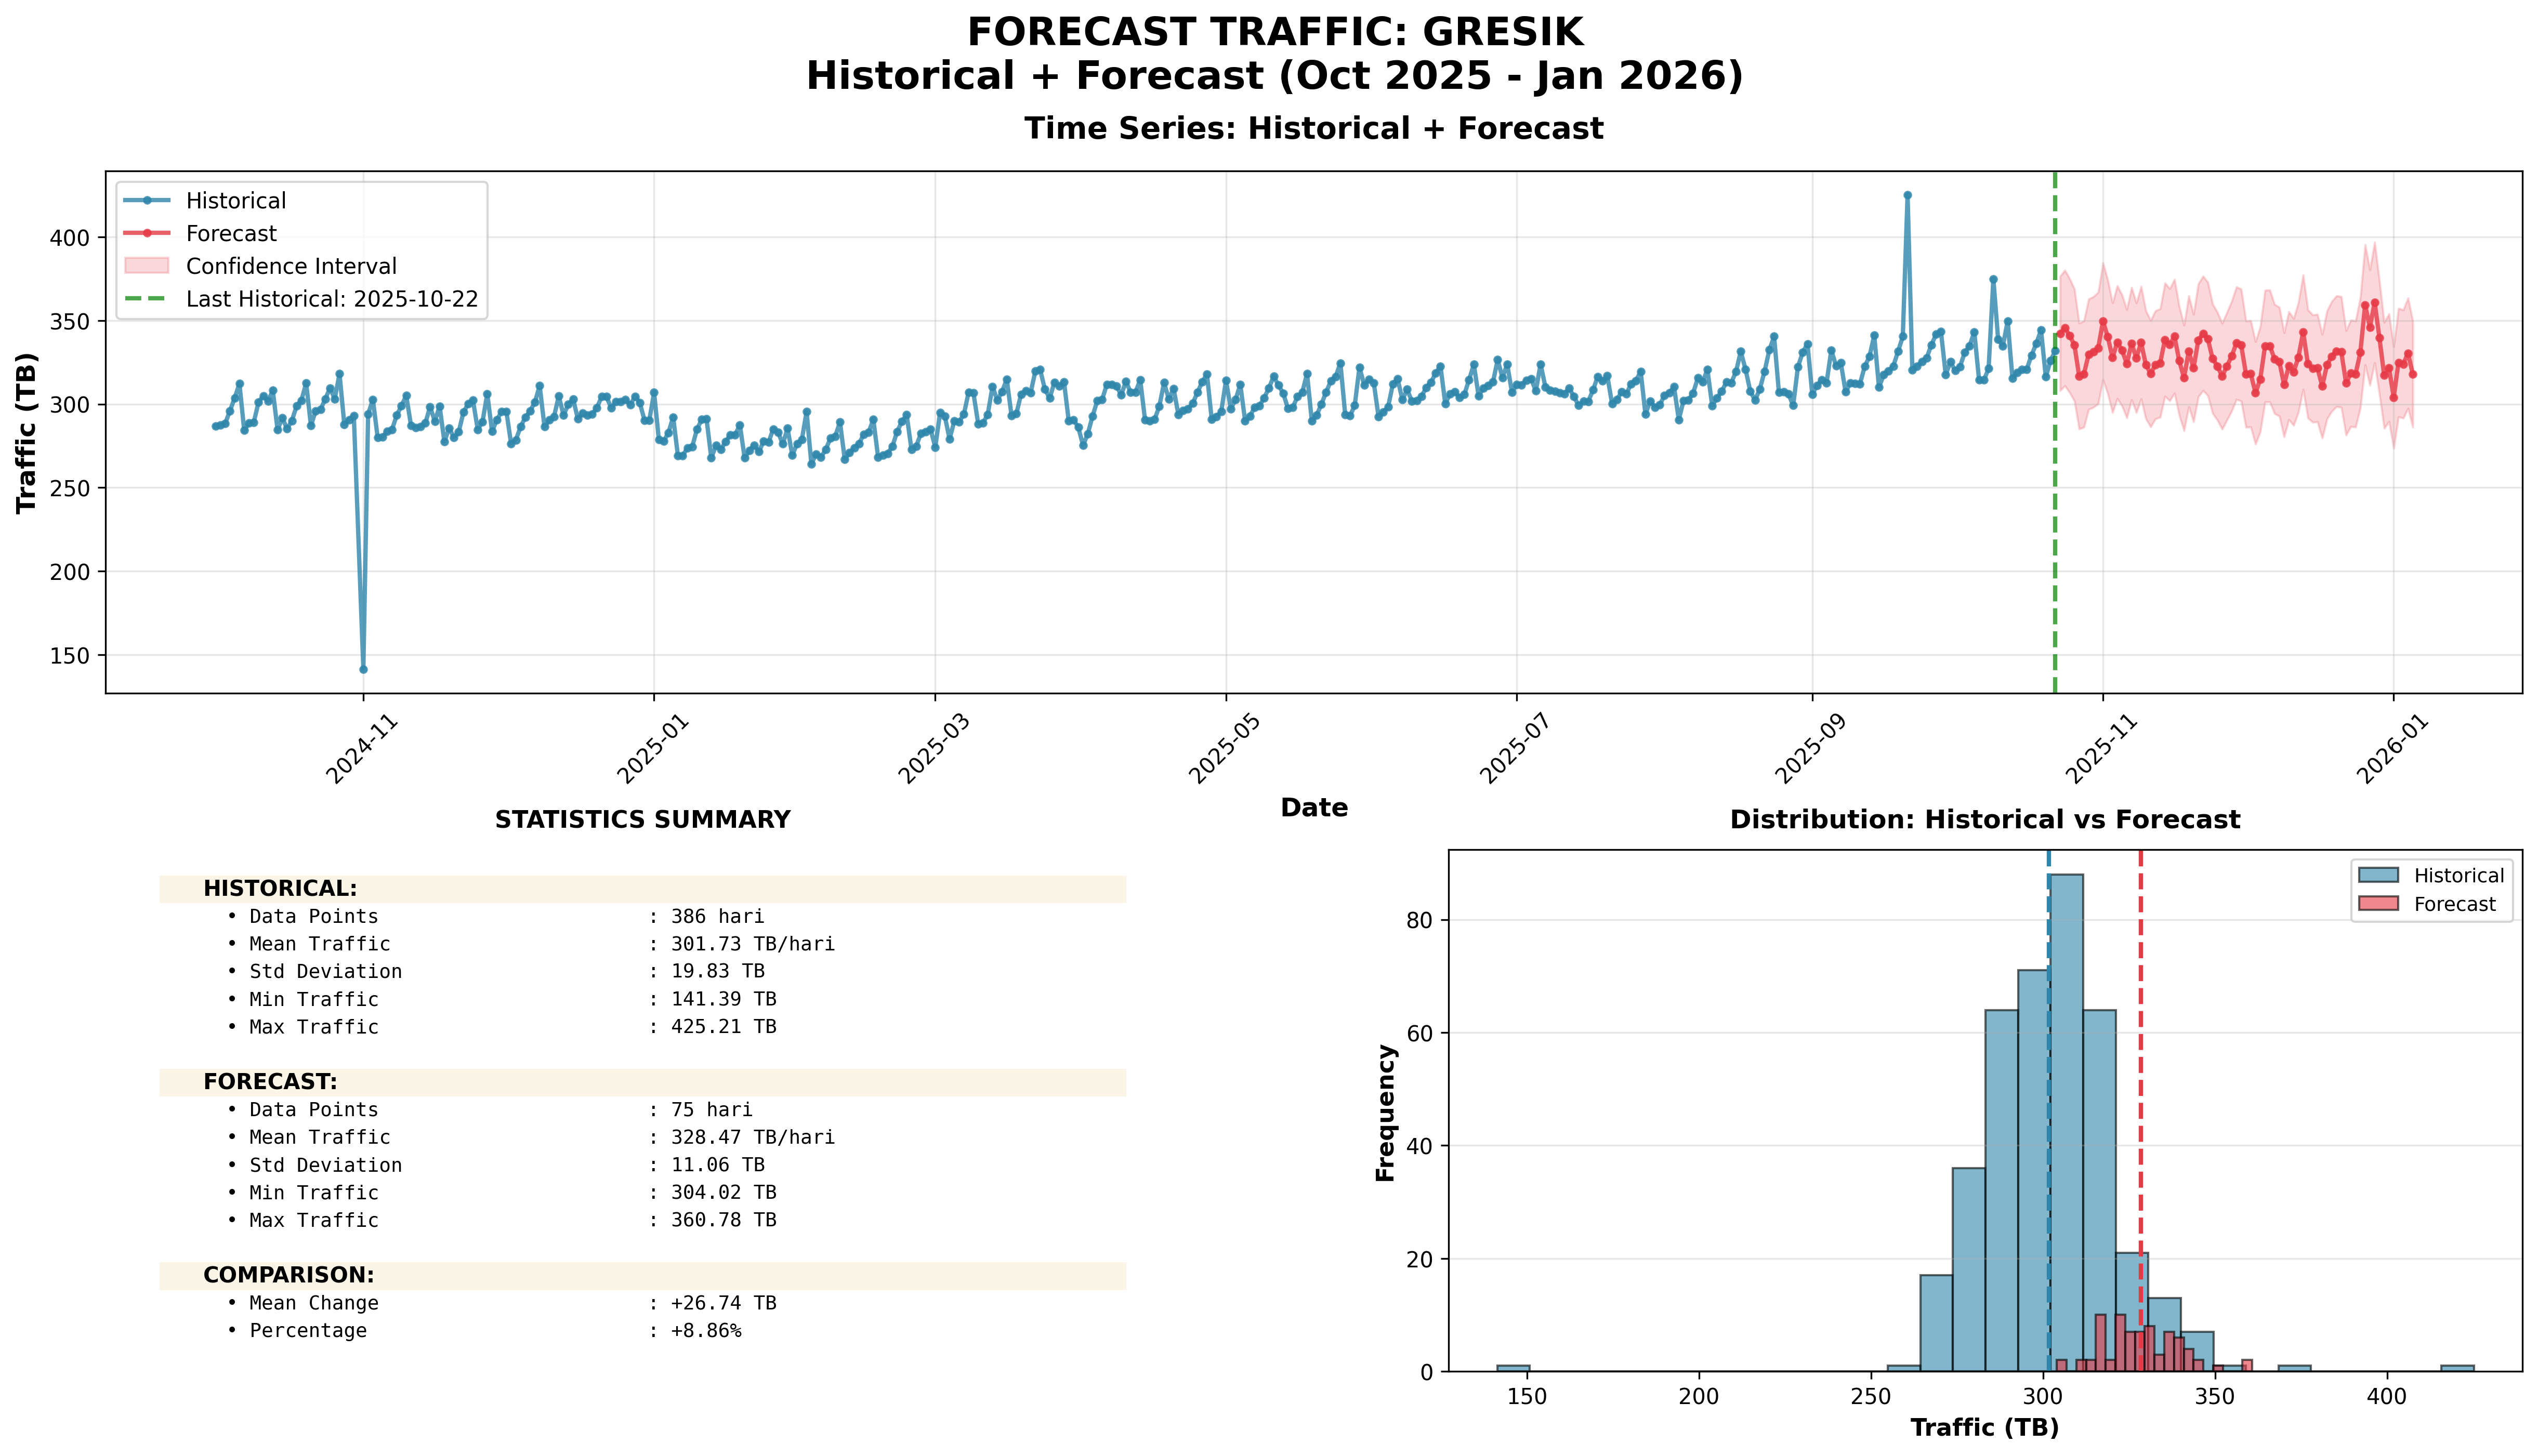 FORECAST TRAFFIC: GRESIK
Historical + Forecast (Oct 2025 - Jan 2026)
Time Series: Historical + Forecast
Historical
Forecast
Confidence Interval
Last Historical: 2025-10-22
Traffic (TB)
400
350
300
250
200
150
2024-11
2025-01
2025-03
2025-05
2025-07
2025-09
2025-11
2026-01
Date
STATISTICS SUMMARY
HISTORICAL:
• Data Points : 386 hari
• Mean Traffic : 301.73 TB/hari
• Std Deviation : 19.83 TB
• Min Traffic : 141.39 TB
• Max Traffic : 425.21 TB
FORECAST:
• Data Points : 75 hari
• Mean Traffic : 328.47 TB/hari
• Std Deviation : 11.06 TB
• Min Traffic : 304.02 TB
• Max Traffic : 360.78 TB
COMPARISON:
• Mean Change : +26.74 TB
• Percentage : +8.86%
Distribution: Historical vs Forecast
Historical
Forecast
Frequency
80
60
40
20
0
150
200
250
300
350
400
Traffic (TB)